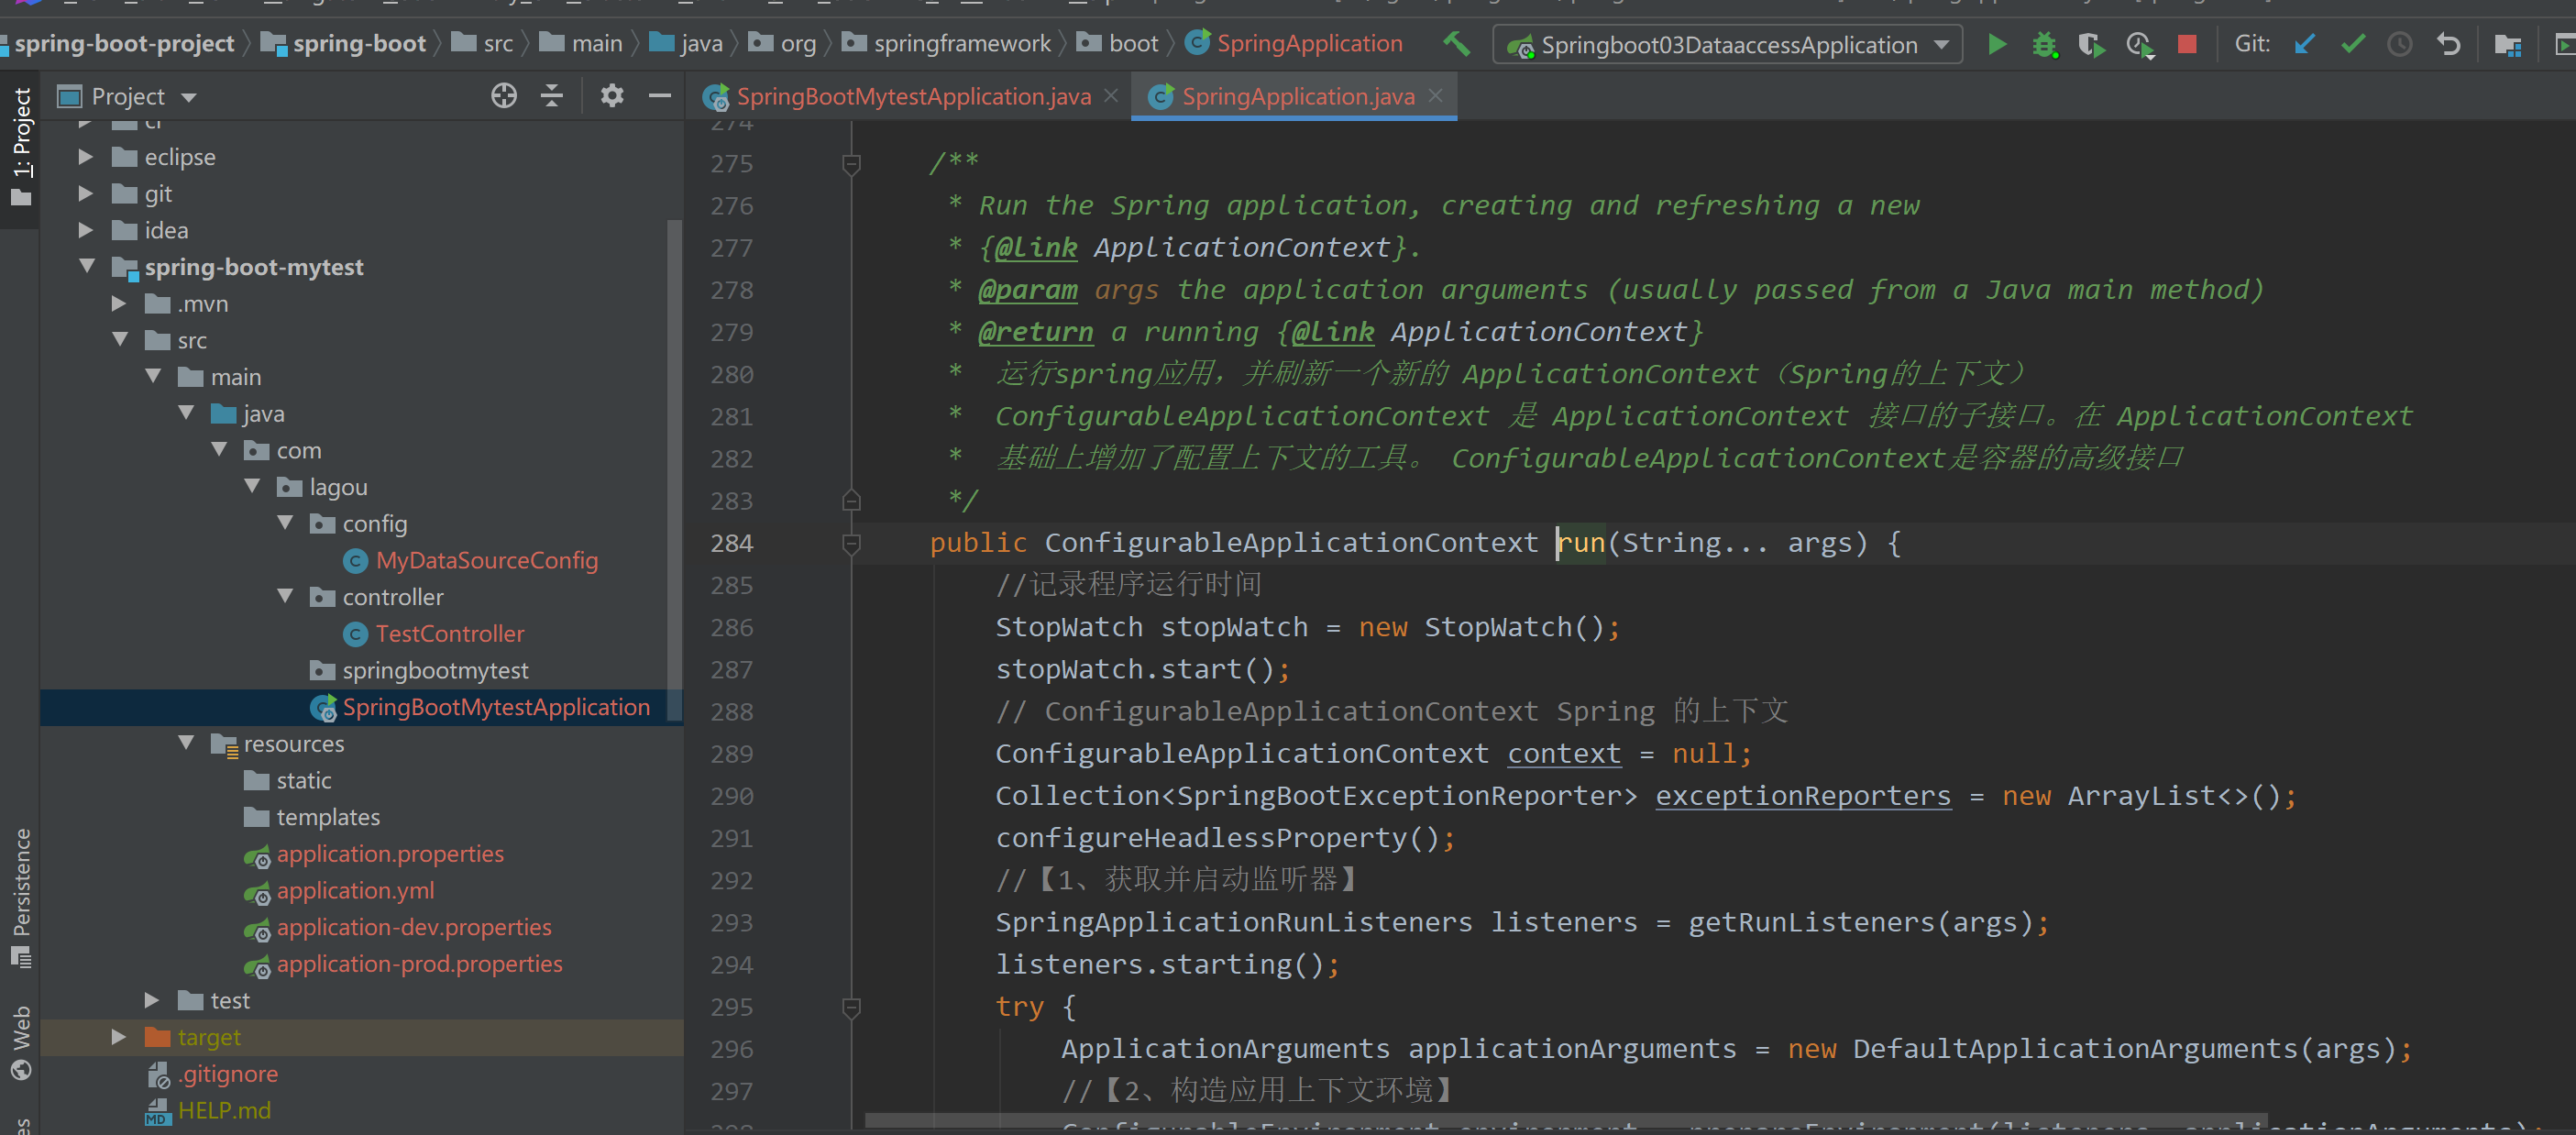 spring-boot-project spring-boot src main java org springframework boot SpringApplication Springboot03DataaccessApplication Git:
1: Project
Project
eclipse
git
idea
spring-boot-mytest
.mvn
src
main
java
com
lagou
config
MyDataSourceConfig
controller
TestController
springbootmytest
SpringBootMytestApplication
resources
static
templates
application.properties
application.yml
application-dev.properties
application-prod.properties
test
target
.gitignore
HELP.md
Persistence
Web
SpringBootMytestApplication.java SpringApplication.java
274
275 /**
276 * Run the Spring application, creating and refreshing a new
277 * {@link ApplicationContext}.
278 * @param args the application arguments (usually passed from a Java main method)
279 * @return a running {@link ApplicationContext}
280 * 运行spring应用，并刷新一个新的 ApplicationContext（Spring的上下文）
281 * ConfigurableApplicationContext 是 ApplicationContext 接口的子接口。在 ApplicationContext
282 * 基础上增加了配置上下文的工具。 ConfigurableApplicationContext是容器的高级接口
283 */
284 public ConfigurableApplicationContext run(String... args) {
285 //记录程序运行时间
286 StopWatch stopWatch = new StopWatch();
287 stopWatch.start();
288 // ConfigurableApplicationContext Spring 的上下文
289 ConfigurableApplicationContext context = null;
290 Collection<SpringBootExceptionReporter> exceptionReporters = new ArrayList<>();
291 configureHeadlessProperty();
292 //【1、获取并启动监听器】
293 SpringApplicationRunListeners listeners = getRunListeners(args);
294 listeners.starting();
295 try {
296 ApplicationArguments applicationArguments = new DefaultApplicationArguments(args);
297 //【2、构造应用上下文环境】
298 ConfigurableEnvironment environment = prepareEnvironment(listeners, applicationArguments);